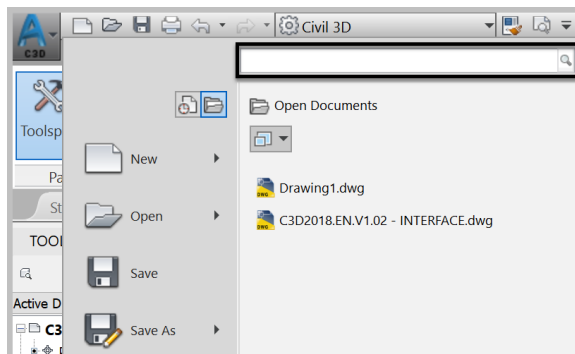 Civil 3D
C3D
Open Documents
Toolsp
New
Drawing1.dwg
Pa
St
Open
C3D2018.EN.V1.02 - INTERFACE.dwg
TOOL
Save
Active D
C3
Save As